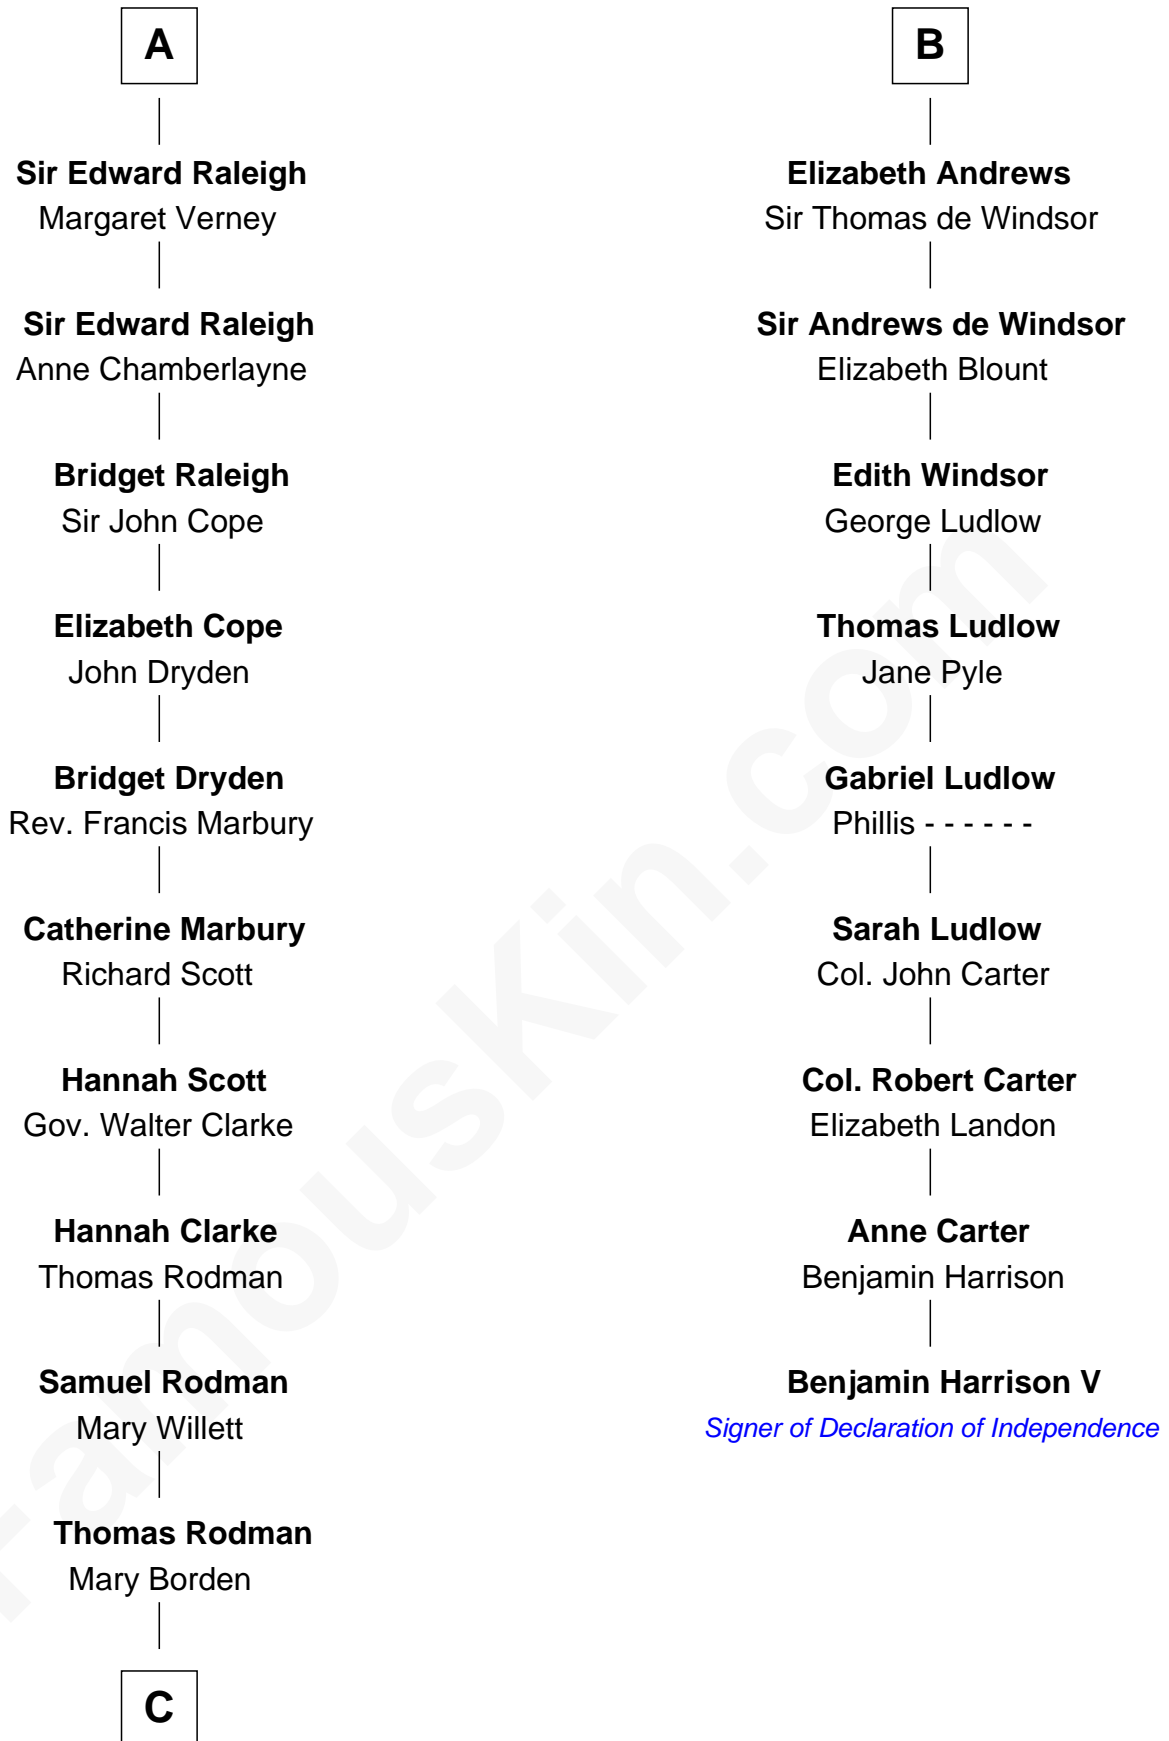 A
Sir Edward Raleigh
Margaret Verney
Sir Edward Raleigh
Anne Chamberlayne
Bridget Raleigh
Sir John Cope
Elizabeth Cope
John Dryden
Bridget Dryden
Rev. Francis Marbury
Catherine Marbury
Richard Scott
Hannah Scott
Gov. Walter Clarke
Hannah Clarke
Thomas Rodman
Samuel Rodman
Mary Willett
Thomas Rodman
Mary Borden
C
B
Elizabeth Andrews
Sir Thomas de Windsor
Sir Andrews de Windsor
Elizabeth Blount
Edith Windsor
George Ludlow
Thomas Ludlow
Jane Pyle
Gabriel Ludlow
Phillis - - - - - -
Sarah Ludlow
Col. John Carter
Col. Robert Carter
Elizabeth Landon
Anne Carter
Benjamin Harrison
Benjamin Harrison V
Signer of Declaration of Independence
FamousKin.com